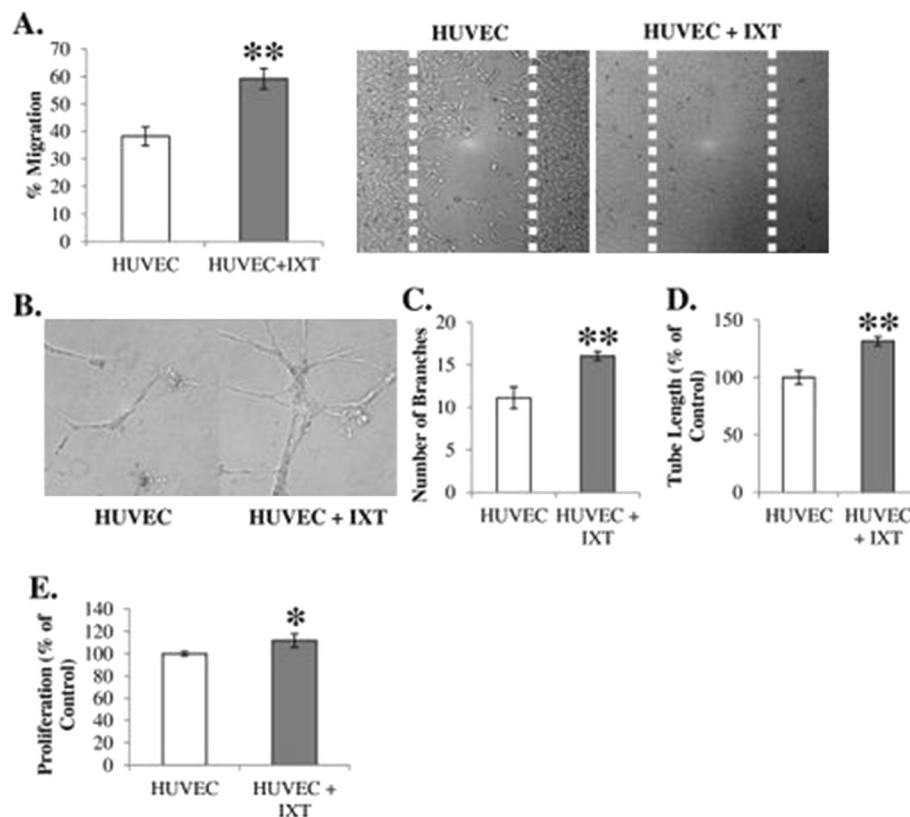 A.
% Migration
70
60
50
40
30
20
10
0
**
HUVEC
HUVEC+IXT
HUVEC
HUVEC + IXT
B.
HUVEC
HUVEC + IXT
C.
Number of Branches
20
15
10
5
0
**
HUVEC
HUVEC +
IXT
D.
Tube Length (% of
Control)
150
100
50
0
**
HUVEC
HUVEC
+ IXT
E.
Proliferation (% of
Control)
140
120
100
80
60
40
20
0
*
HUVEC
HUVEC +
IXT